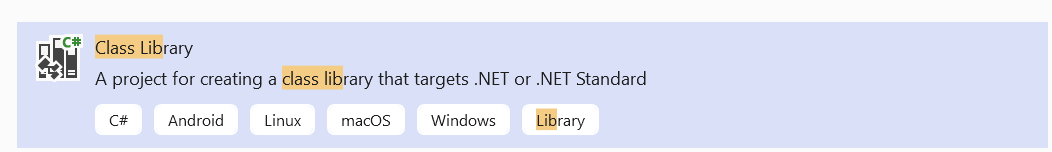 C#
Class Library
A project for creating a class library that targets .NET or .NET Standard
C# Android Linux macOS Windows Library